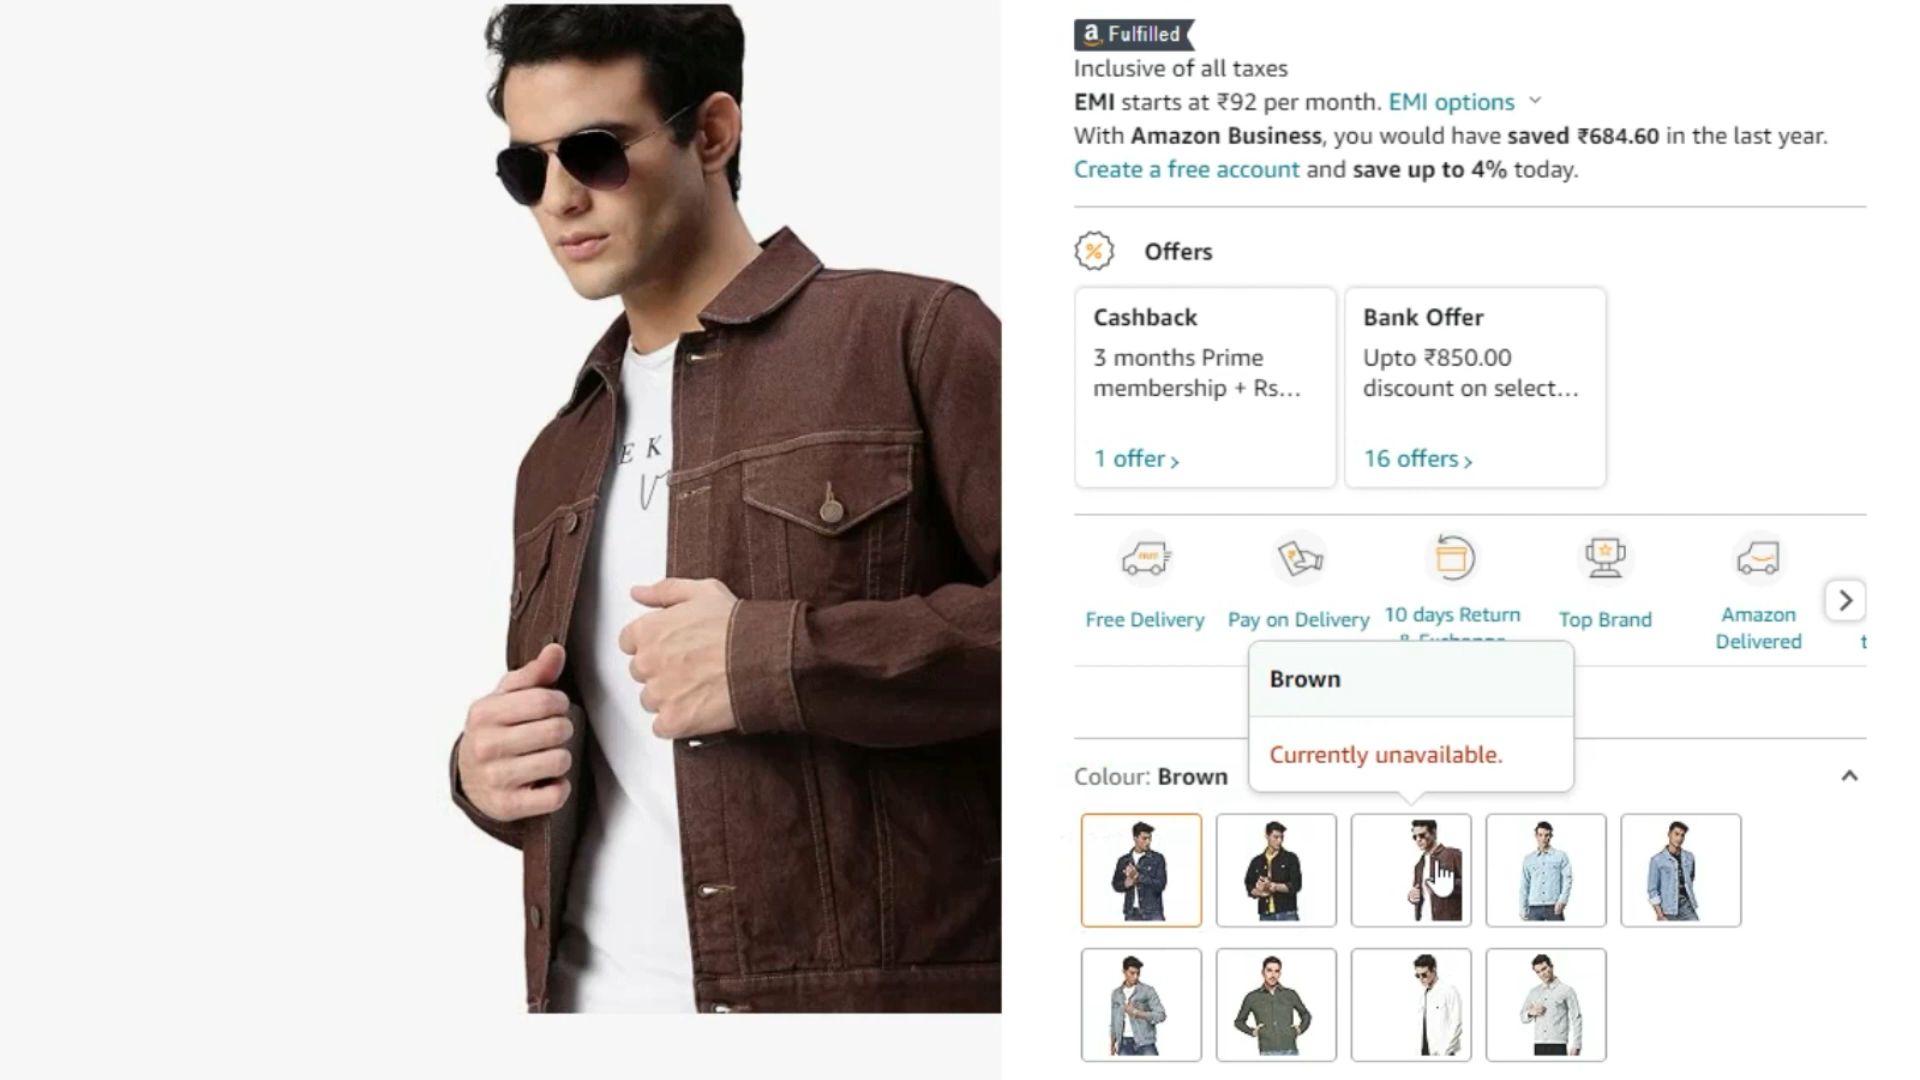 E K
a Fulfilled
Inclusive of all taxes
EMI starts at ₹92 per month. EMI options
With Amazon Business, you would have saved ₹684.60 in the last year.
Create a free account and save up to 4% today.
% Offers
Cashback
3 months Prime
membership + Rs...
1 offer ›
Bank Offer
Upto ₹850.00
discount on select...
16 offers ›
FREE
Free Delivery
Pay on Delivery
10 days Return
& Exchange
Top Brand
Amazon
Delivered
t
Brown
Currently unavailable.
Colour: Brown